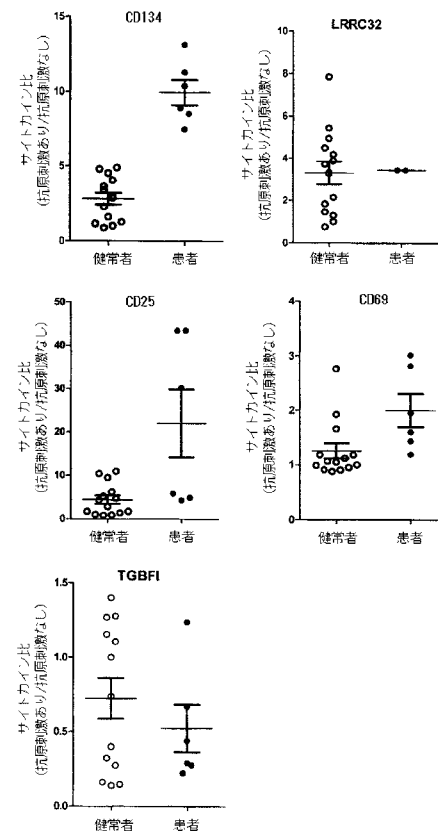 CD134
サイトカイン比
(抗原刺激あり/抗原刺激なし)
15
10
5
0
健常者
患者
LRRC32
サイトカイン比
(抗原刺激あり/抗原刺激なし)
10
8
6
4
2
0
健常者
患者
CD25
サイトカイン比
(抗原刺激あり/抗原刺激なし)
50
40
30
20
10
0
健常者
患者
CD69
サイトカイン比
(抗原刺激あり/抗原刺激なし)
4
3
2
1
0
健常者
患者
TGBFI
サイトカイン比
(抗原刺激あり/抗原刺激なし)
1.5
1.0
0.5
0.0
健常者
患者